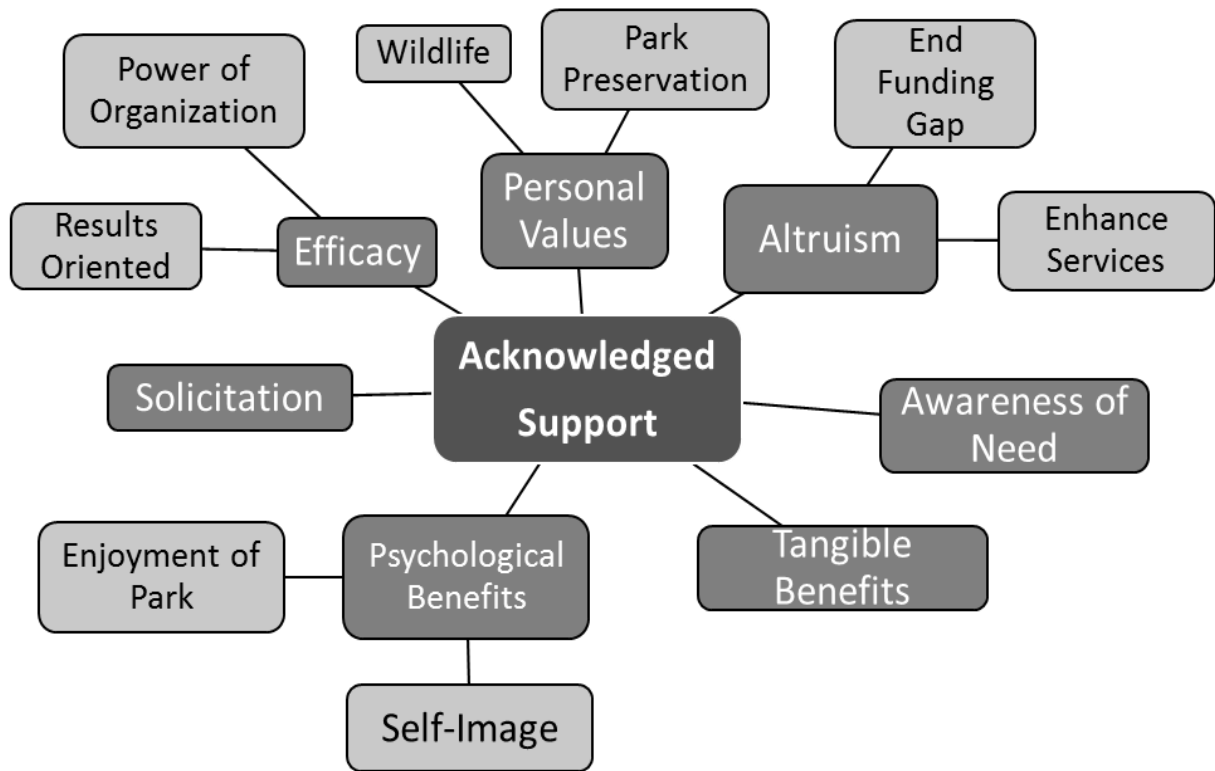 Power of
Organization
Wildlife
Park
Preservation
End
Funding
Gap
Results
Oriented
Efficacy
Personal
Values
Altruism
Enhance
Services
Acknowledged
Support
Solicitation
Awareness of
Need
Enjoyment of
Park
Psychological
Benefits
Tangible
Benefits
Self-Image